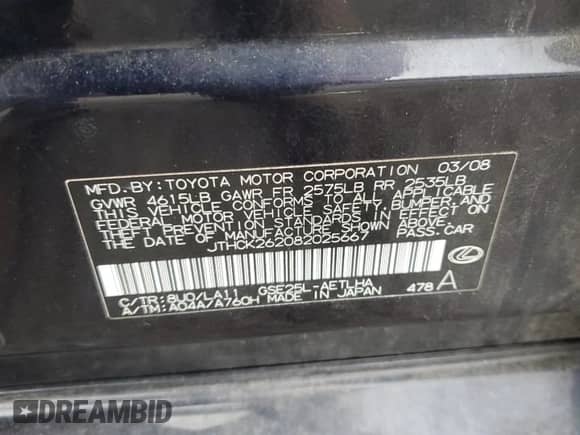 MFD. BY: TOYOTA MOTOR CORPORATION 03/08
GVWR 4615LB GAWR FR 2575LB RR 2535LB
THIS VEHICLE CONFORMS TO ALL APPLICABLE
FEDERAL MOTOR VEHICLE SAFETY, BUMPER, AND
THEFT PREVENTION STANDARDS IN EFFECT ON
THE DATE OF MANUFACTURE SHOWN ABOVE.
JTHCK262082025667 PASS. CAR
C/TR: 8U0/LA11 GSE25L-AETLHA
A/TM: A04A/A760H MADE IN JAPAN 478 A
DREAMBID